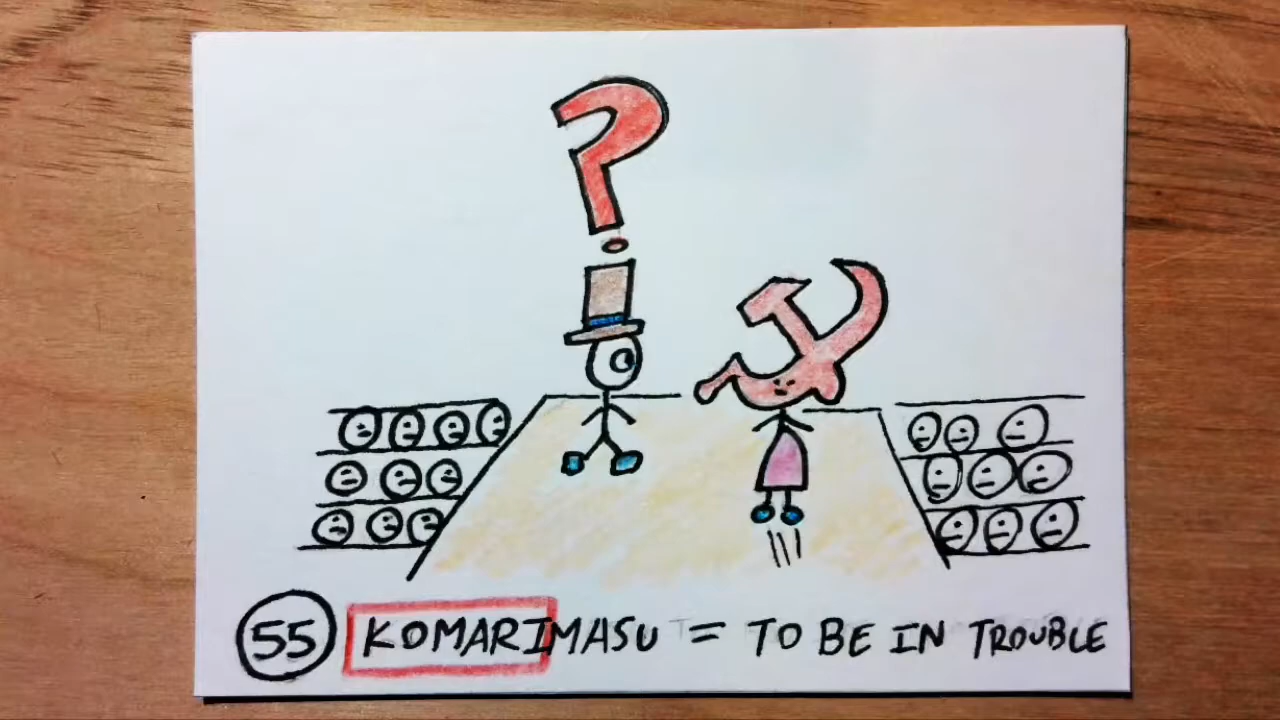 ?
55 KOMARIMASU = TO BE IN TROUBLE